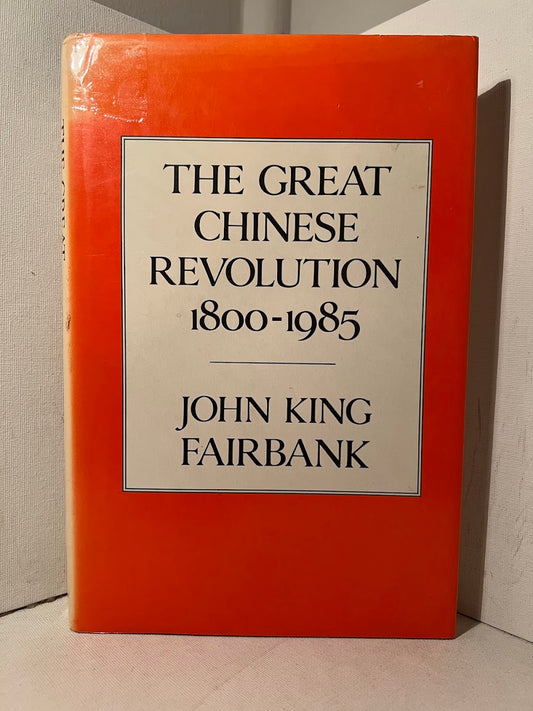 THE GREAT
CHINESE
REVOLUTION
1800-1985
JOHN KING
FAIRBANK